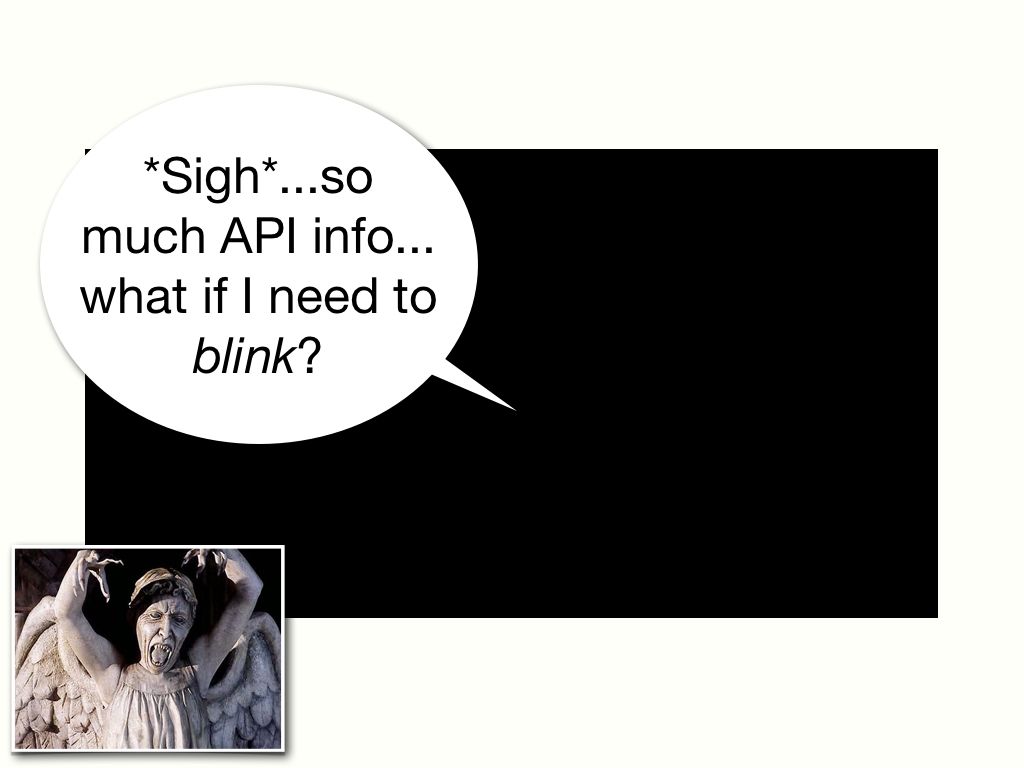 *Sigh*...so
much API info...
what if I need to
blink?